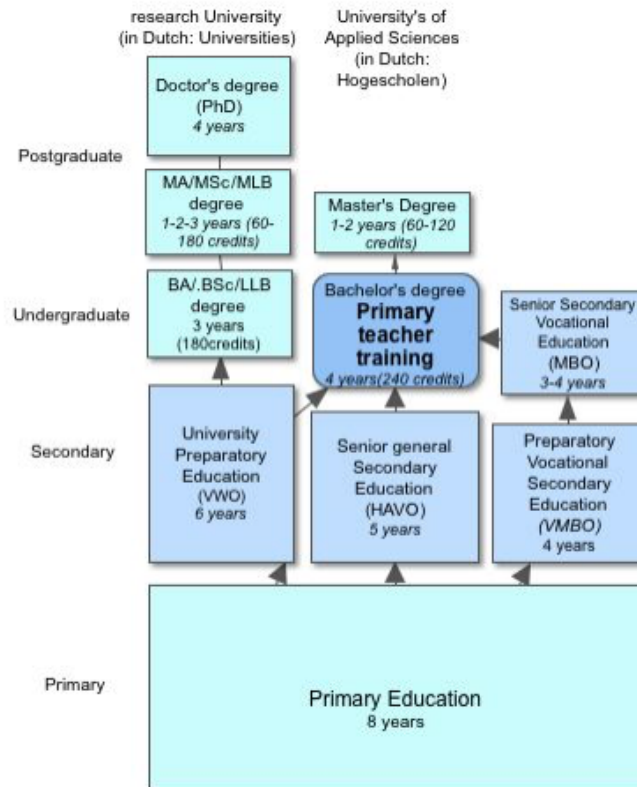 research University
(in Dutch: Universities)
University's of
Applied Sciences
(in Dutch:
Hogescholen)
Doctor's degree
(PhD)
4 years
Postgraduate
MA/MSc/MLB
degree
1-2-3 years (60-
180 credits)
Master's Degree
1-2 years (60-120
credits)
Undergraduate
BA/.BSc/LLB
degree
3 years
(180credits)
Bachelor's degree
Primary
teacher
training
4 years(240 credits)
Senior Secondary
Vocational
Education
(MBO)
3-4 years
Secondary
University
Preparatory
Education
(VWO)
6 years
Senior general
Secondary
Education
(HAVO)
5 years
Preparatory
Vocational
Secondary
Education
(VMBO)
4 years
Primary
Primary Education
8 years